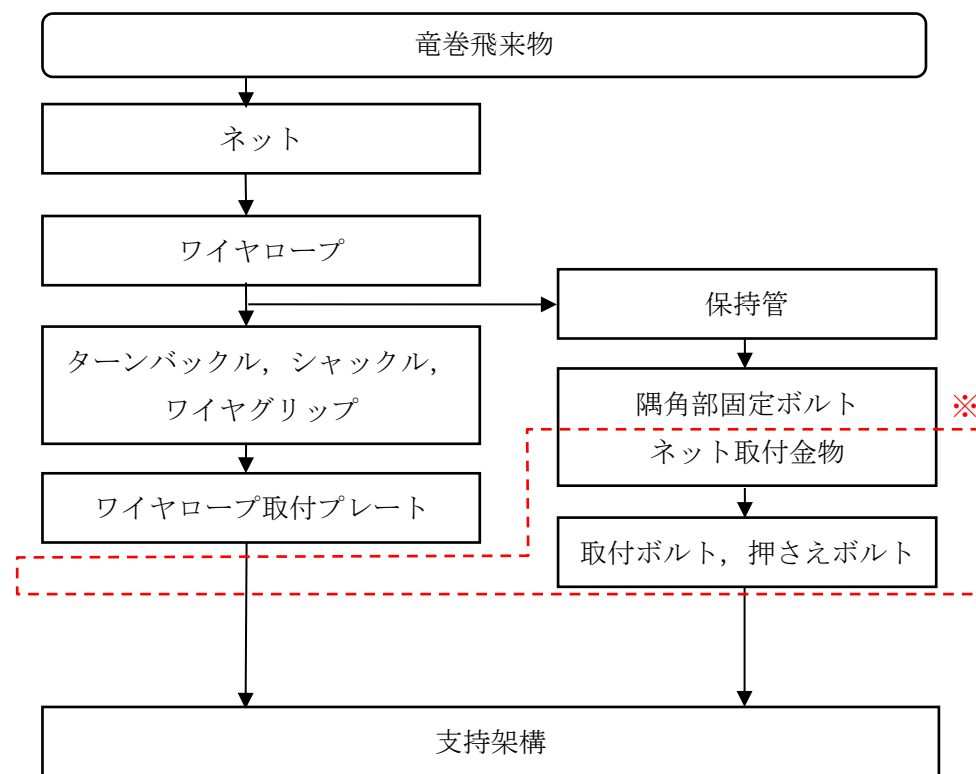 竜巻飛来物
ネット
ワイヤロープ
保持管
ターンバックル，シャックル，
ワイヤグリップ
隅角部固定ボルト
※
ネット取付金物
ワイヤロープ取付プレート
取付ボルト，押さえボルト
支持架構